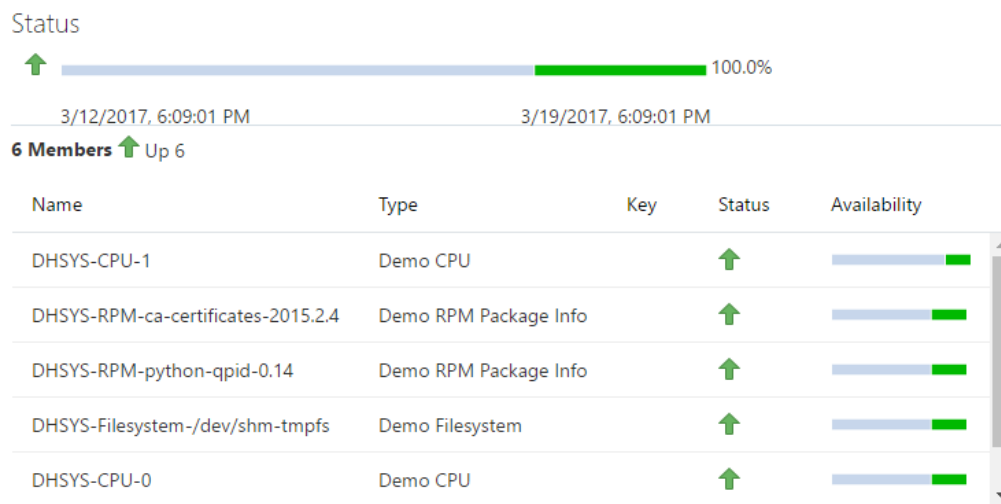 Status
100.0%
3/12/2017, 6:09:01 PM 3/19/2017, 6:09:01 PM
6 Members Up 6
Name Type Key Status Availability
DHSYS-CPU-1 Demo CPU
DHSYS-RPM-ca-certificates-2015.2.4 Demo RPM Package Info
DHSYS-RPM-python-qpid-0.14 Demo RPM Package Info
DHSYS-Filesystem-/dev/shm-tmpfs Demo Filesystem
DHSYS-CPU-0 Demo CPU